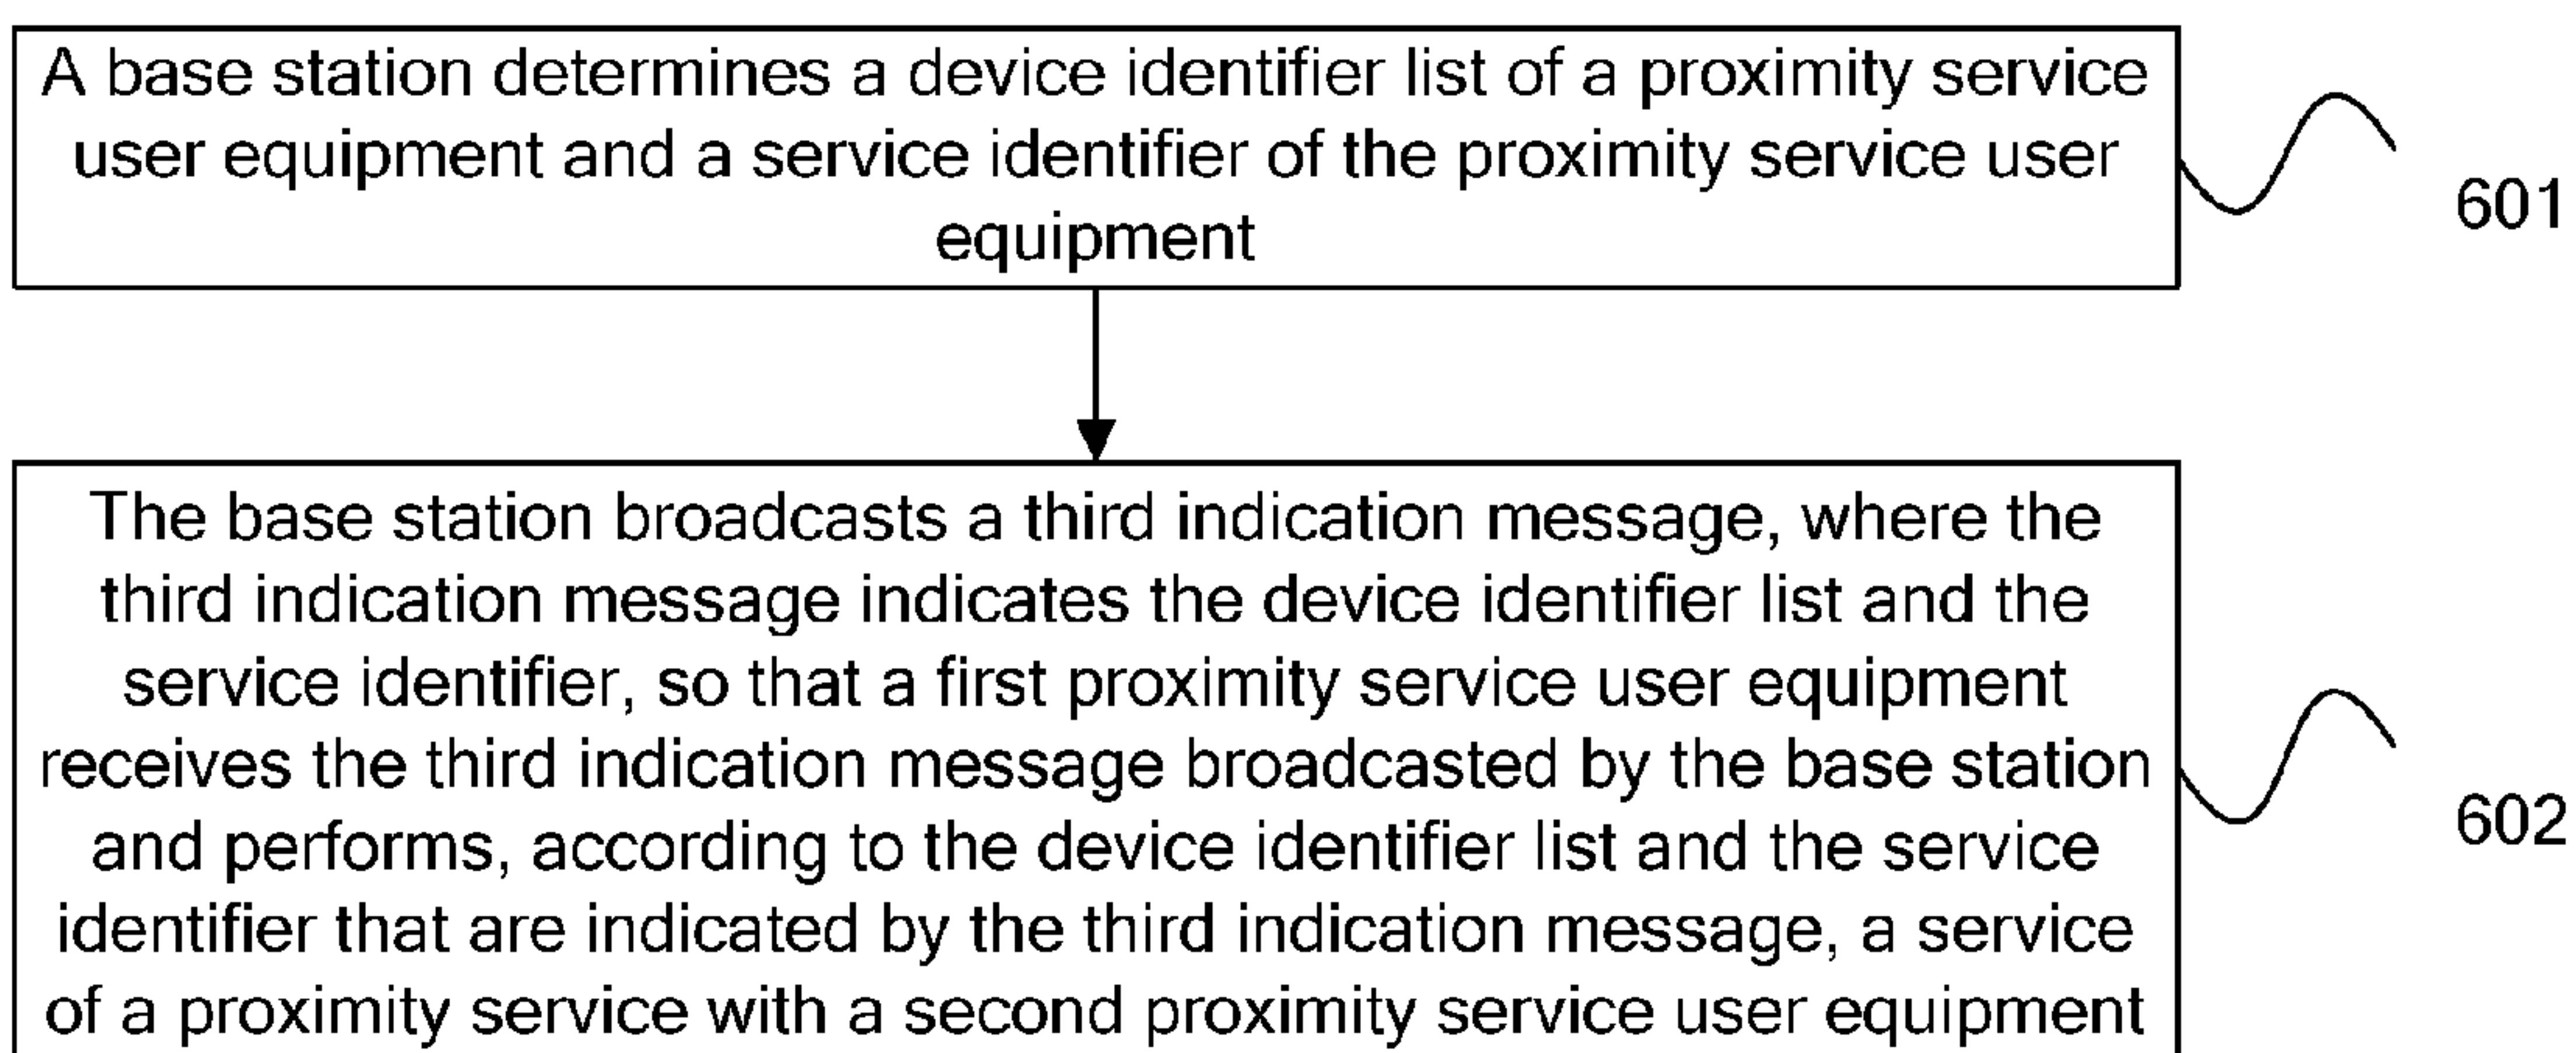 A base station determines a device identifier list of a proximity service
user equipment and a service identifier of the proximity service user
equipment
601
The base station broadcasts a third indication message, where the
third indication message indicates the device identifier list and the
service identifier, so that a first proximity service user equipment
receives the third indication message broadcasted by the base station
and performs, according to the device identifier list and the service
identifier that are indicated by the third indication message, a service
of a proximity service with a second proximity service user equipment
602